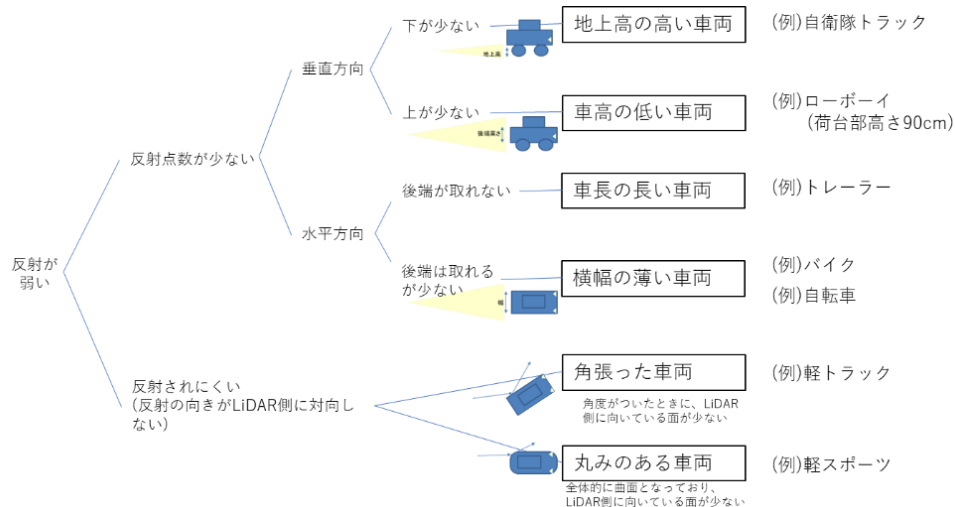 下が少ない
地上高
地上高の高い車両
(例)自衛隊トラック
垂直方向
上が少ない
後端高さ
車高の低い車両
(例)ローボーイ
(荷台部高さ90cm)
反射点数が少ない
後端が取れない
車長の長い車両
(例)トレーラー
水平方向
反射が
弱い
後端は取れる
が少ない
幅
横幅の薄い車両
(例)バイク
(例)自転車
反射されにくい
(反射の向きがLiDAR側に対向し
ない)
角張った車両
(例)軽トラック
角度がついたときに、LiDAR
側に向いている面が少ない
丸みのある車両
(例)軽スポーツ
全体的に曲面となっており、
LiDAR側に向いている面が少ない